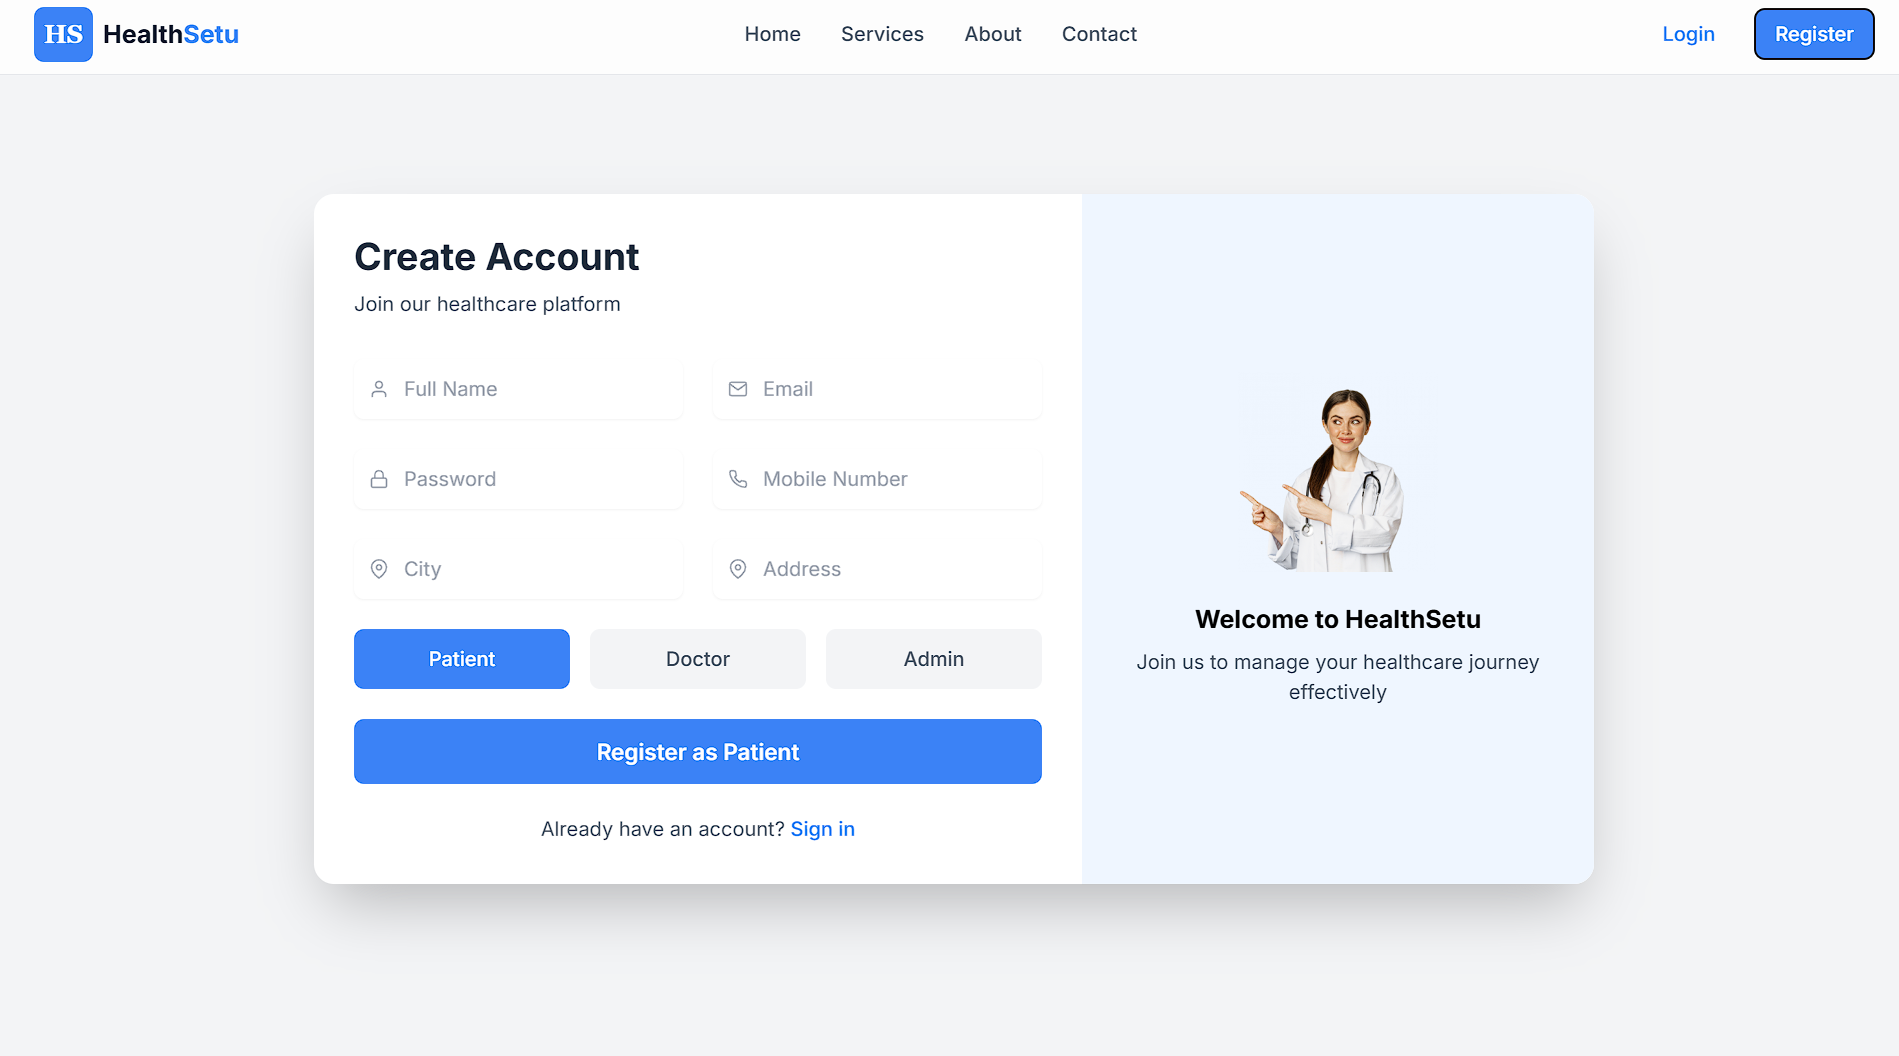 HS HealthSetu
Home Services About Contact
Login Register
Create Account
Join our healthcare platform
Full Name
Email
Password
Mobile Number
City
Address
Patient
Doctor
Admin
Register as Patient
Already have an account? Sign in
Welcome to HealthSetu
Join us to manage your healthcare journey
effectively